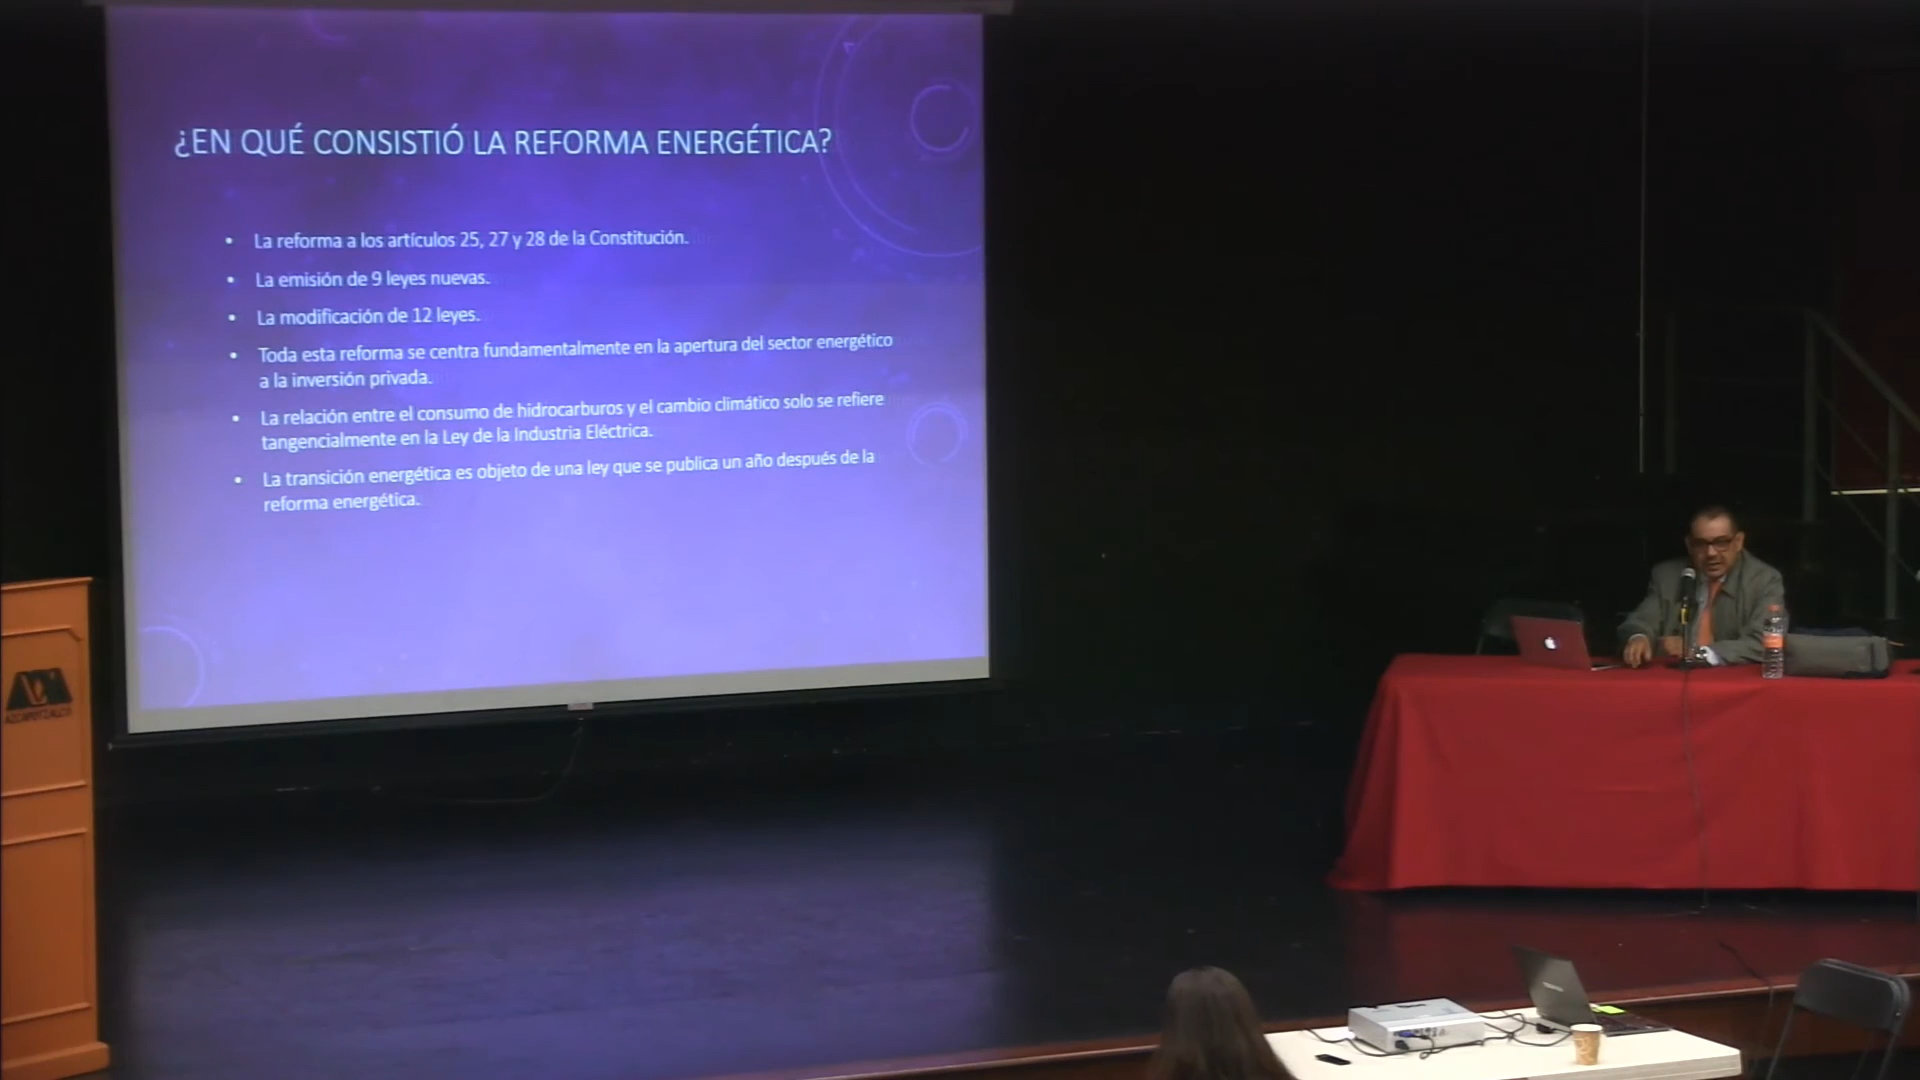 ¿EN QUÉ CONSISTIÓ LA REFORMA ENERGÉTICA?
• La reforma a los artículos 25, 27 y 28 de la Constitución.
• La emisión de 9 leyes nuevas.
• La modificación de 12 leyes.
• Toda esta reforma se centra fundamentalmente en la apertura del sector energético
a la inversión privada.
• La relación entre el consumo de hidrocarburos y el cambio climático solo se refiere
tangencialmente en la Ley de la Industria Eléctrica.
• La transición energética es objeto de una ley que se publica un año después de la
reforma energética.
AZCAPOTZALCO